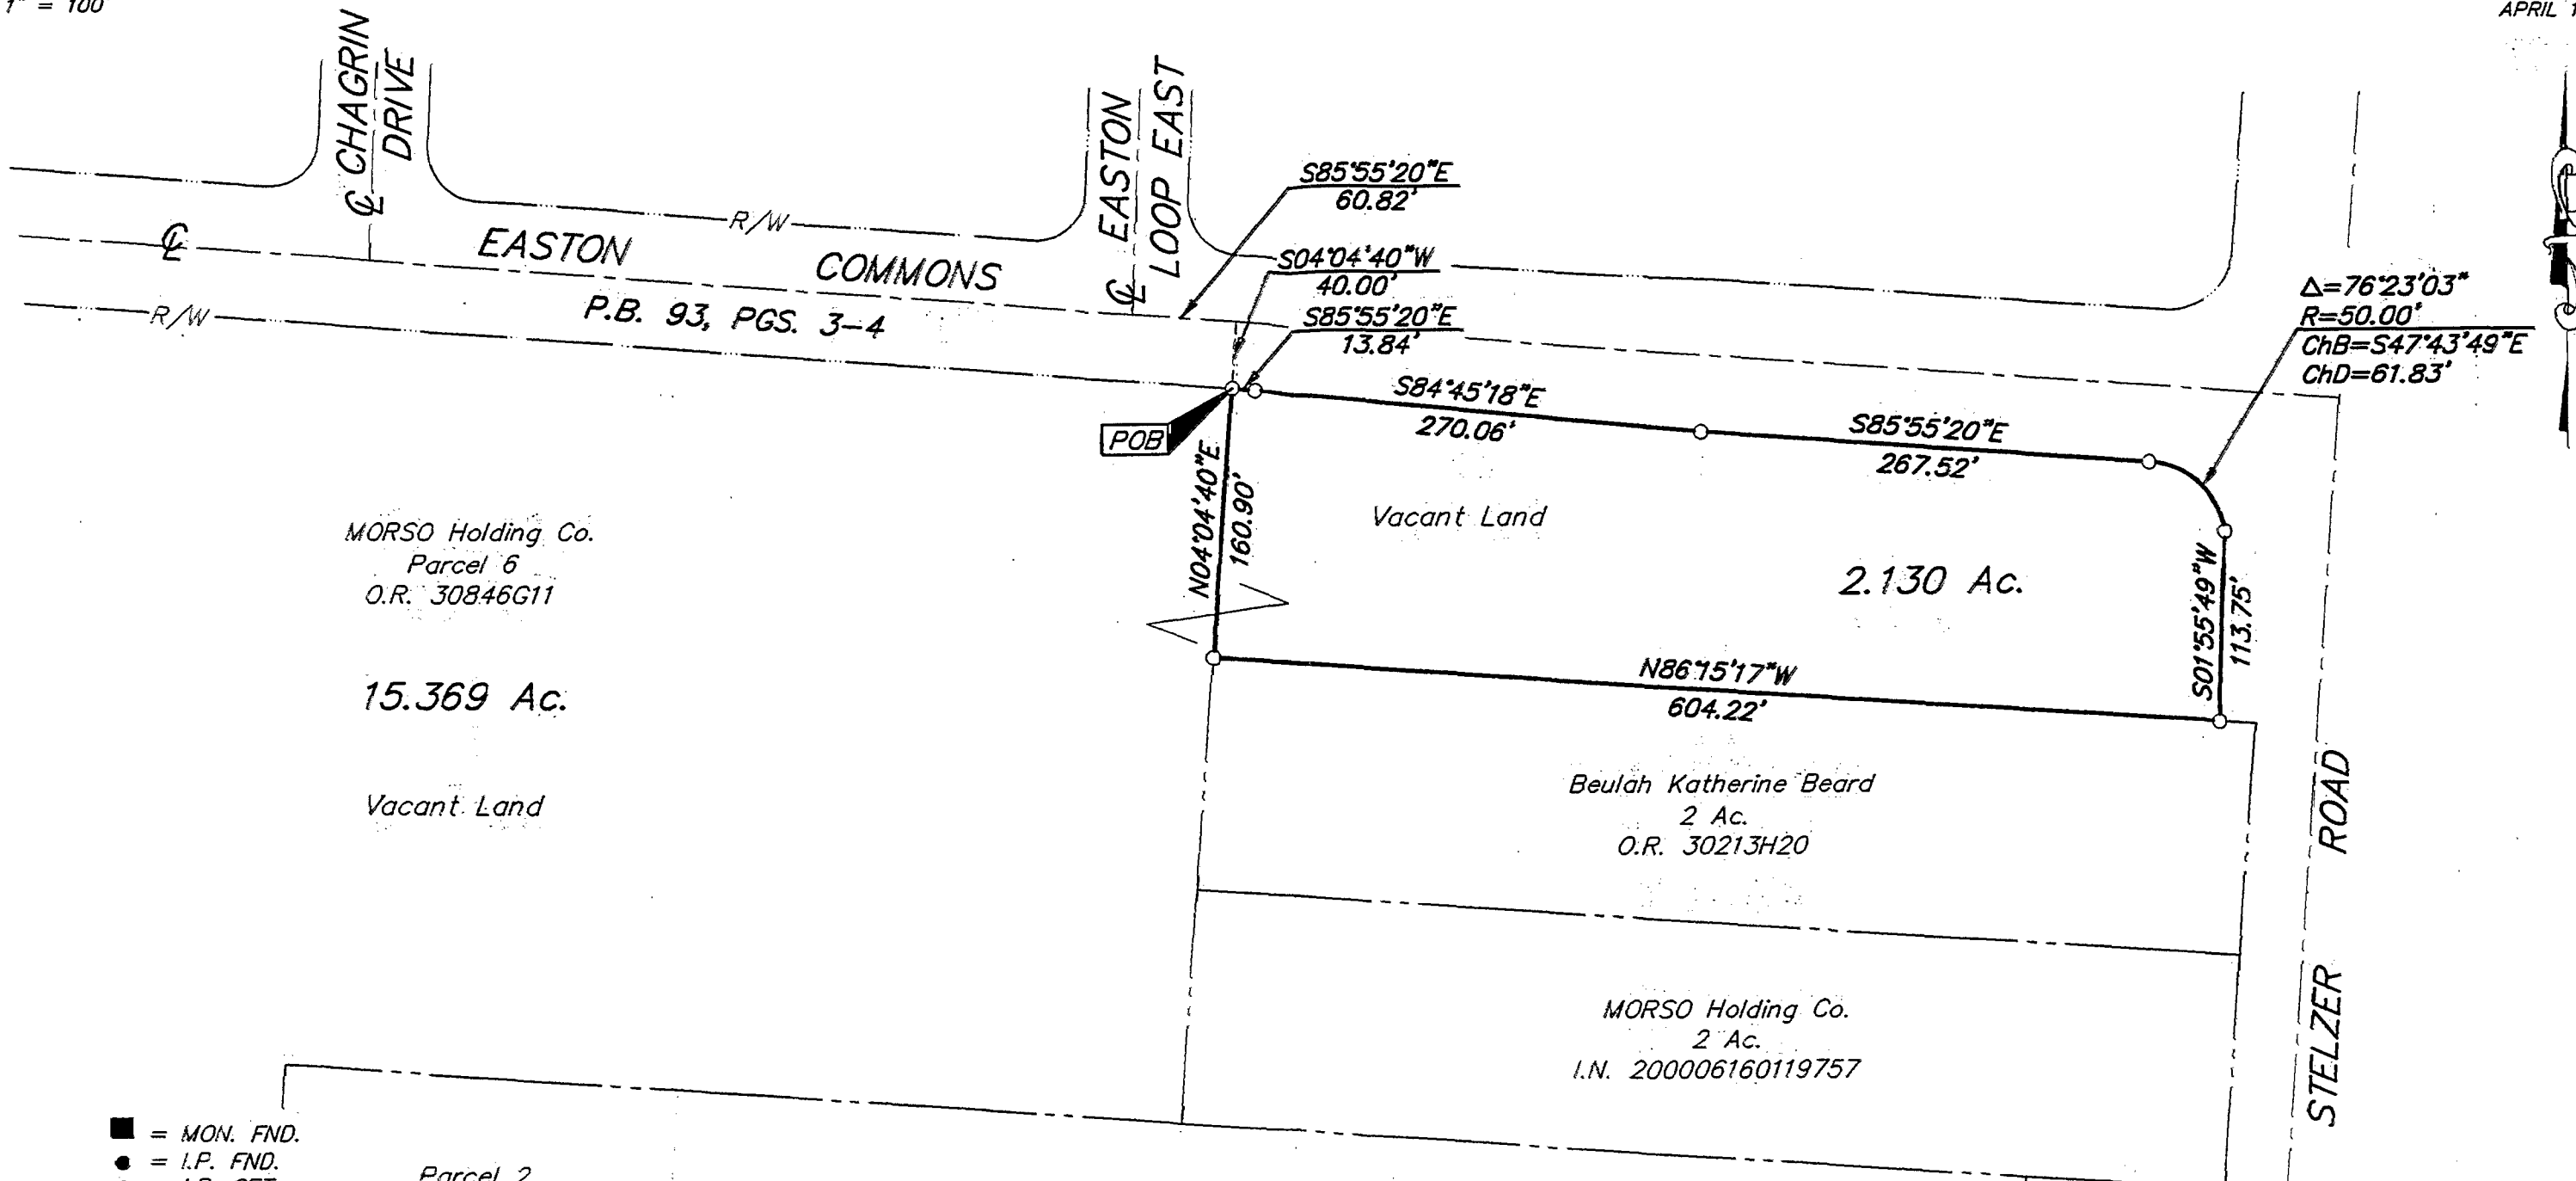 1" = 100
APRIL 1
CHAGRIN
DRIVE
EASTON
LOOP EAST
S85°55'20"E
60.82'
S04°04'40"W
40.00'
S85°55'20"E
13.84'
R/W
EASTON COMMONS
P.B. 93, PGS. 3-4
R/W
Δ=76°23'03"
R=50.00'
ChB=S47°43'49"E
ChD=61.83'
POB
S84°45'18"E
270.06'
S85°55'20"E
267.52'
N04°04'40"E
160.90'
Vacant Land
2.130 Ac.
S01°55'49"W
113.75'
N86°15'17"W
604.22'
MORSO Holding Co.
Parcel 6
O.R. 30846G11
15.369 Ac.
Vacant Land
Beulah Katherine Beard
2 Ac.
O.R. 30213H20
MORSO Holding Co.
2 Ac.
I.N. 200006160119757
STELZER ROAD
= MON. FND.
= I.P. FND.
Parcel 2